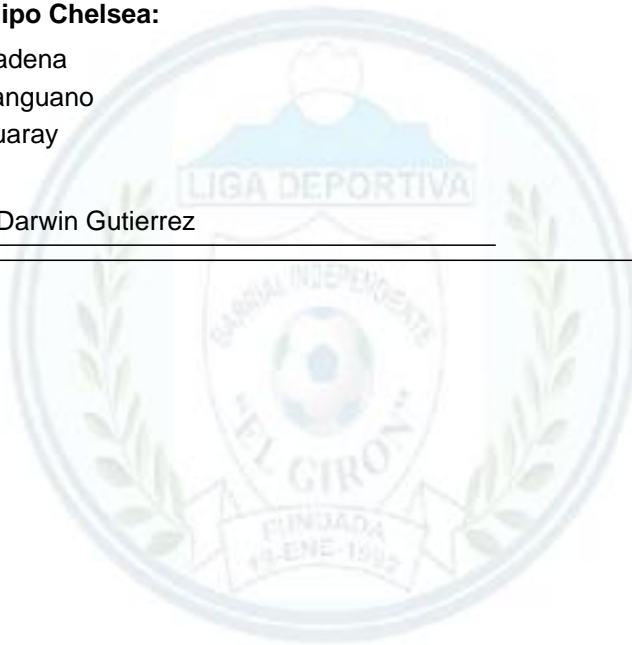 ipo Chelsea:
adena
anguano
uaray
Darwin Gutierrez
LIGA DEPORTIVA
BARRIAL INDEPENDIENTE
"EL GIRON"
FUNDADA